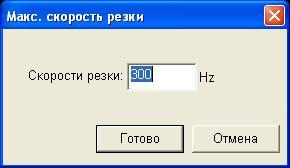 Макс. скорость резки
Скорости резки: 300 Hz
Готово Отмена